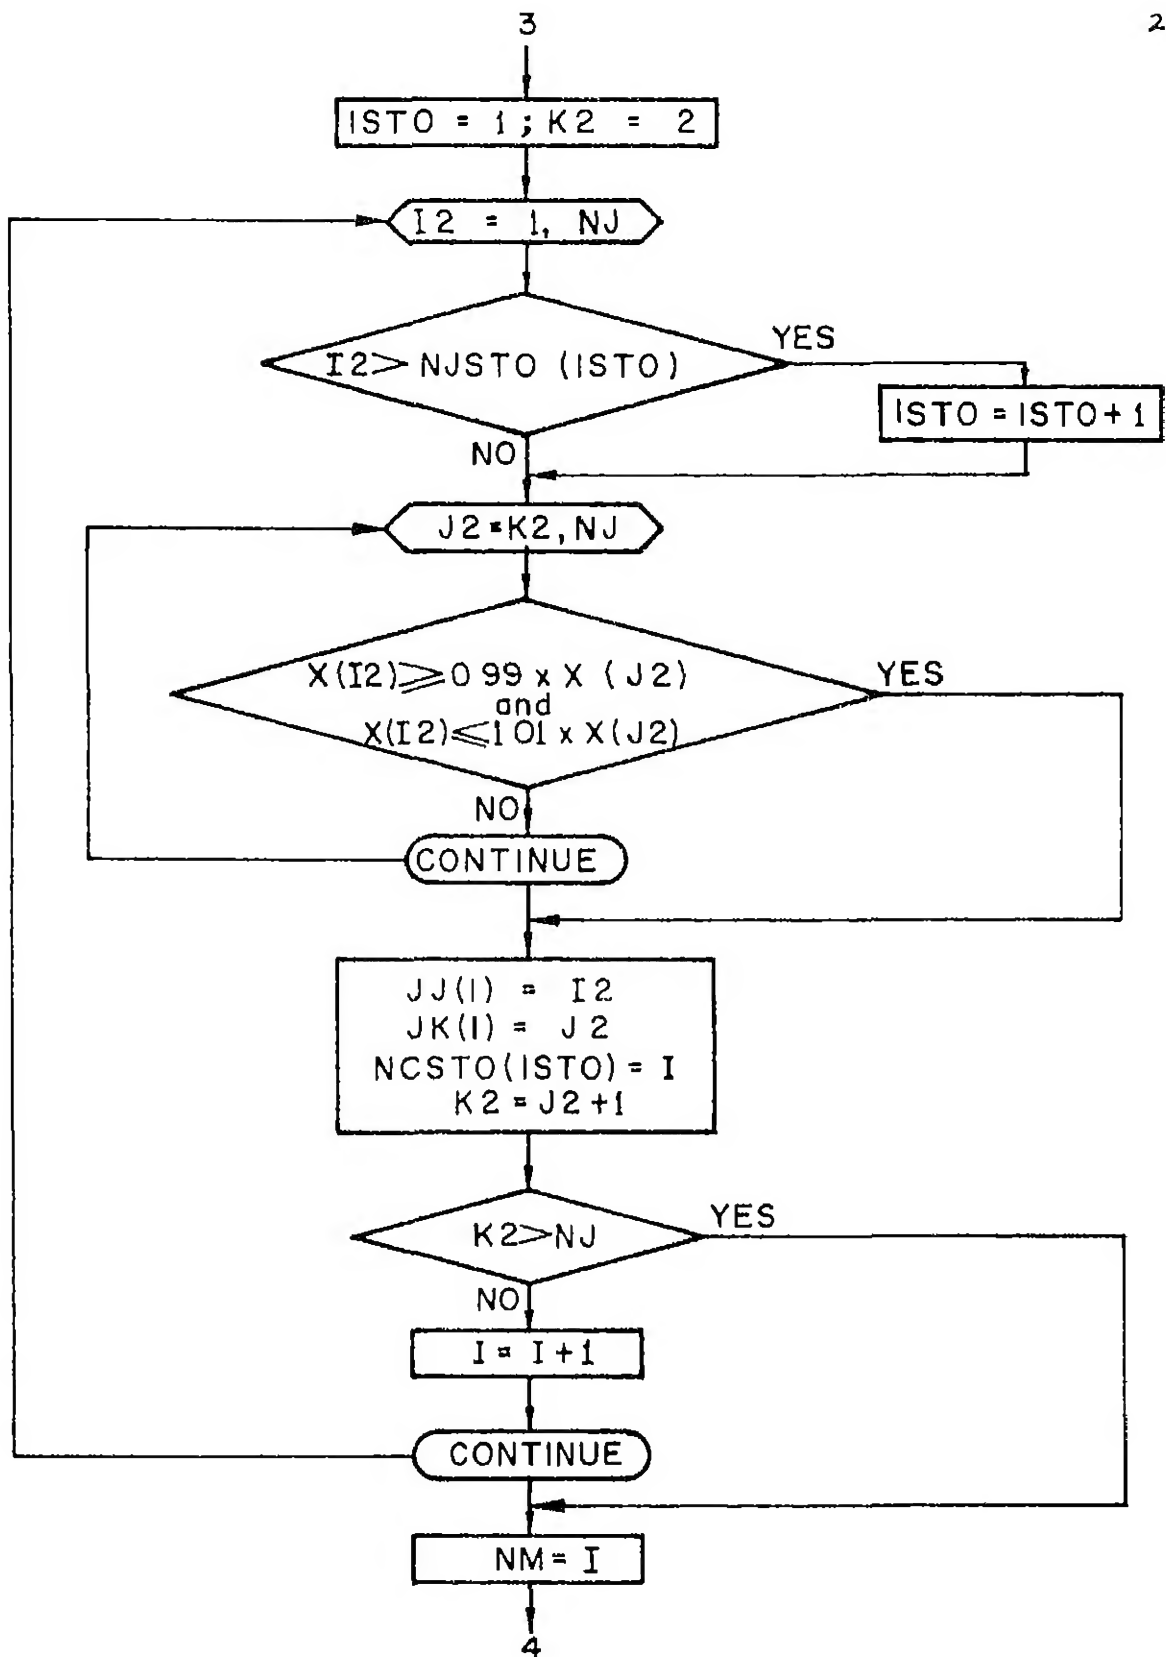 3
2
ISTO = 1 ; K2 = 2
I2 = 1, NJ
I2 > NJSTO (ISTO)
YES
ISTO = ISTO + 1
NO
J2 = K2, NJ
X(I2) ⩾ 0 99 x X (J2)
and
X(I2) ⩽ 1 01 x X(J2)
YES
NO
CONTINUE
JJ(I) = I2
JK(I) = J2
NCSTO(ISTO) = I
K2 = J2+1
K2 > NJ
YES
NO
I = I+1
CONTINUE
NM = I
4